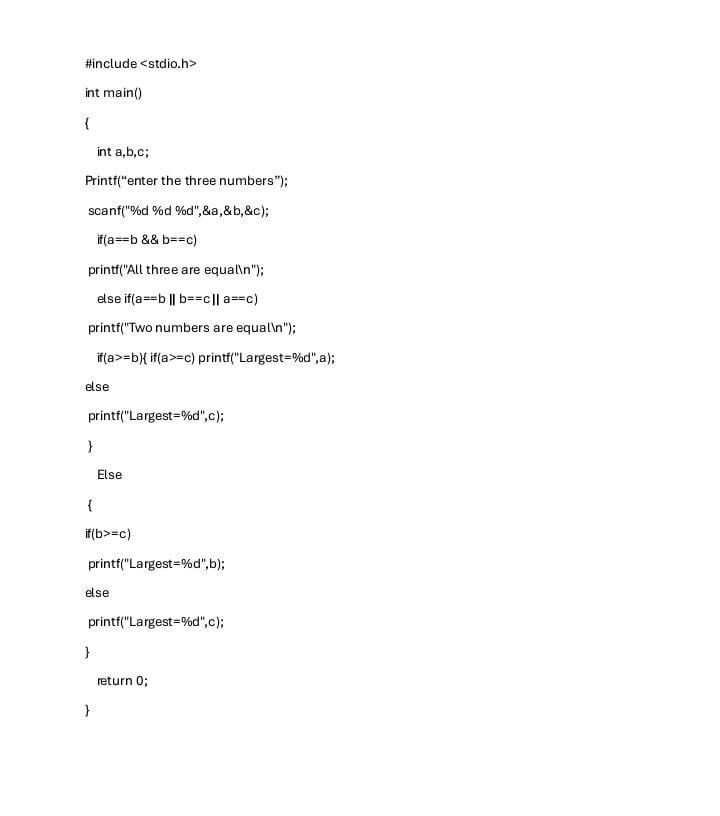 #include <stdio.h>
int main()
{
int a,b,c;
Printf(“enter the three numbers”);
scanf("%d %d %d",&a,&b,&c);
if(a==b && b==c)
printf("All three are equal\n");
else if(a==b || b==c || a==c)
printf("Two numbers are equal\n");
if(a>=b){ if(a>=c) printf("Largest=%d",a);
else
printf("Largest=%d",c);
}
Else
{
if(b>=c)
printf("Largest=%d",b);
else
printf("Largest=%d",c);
}
return 0;
}